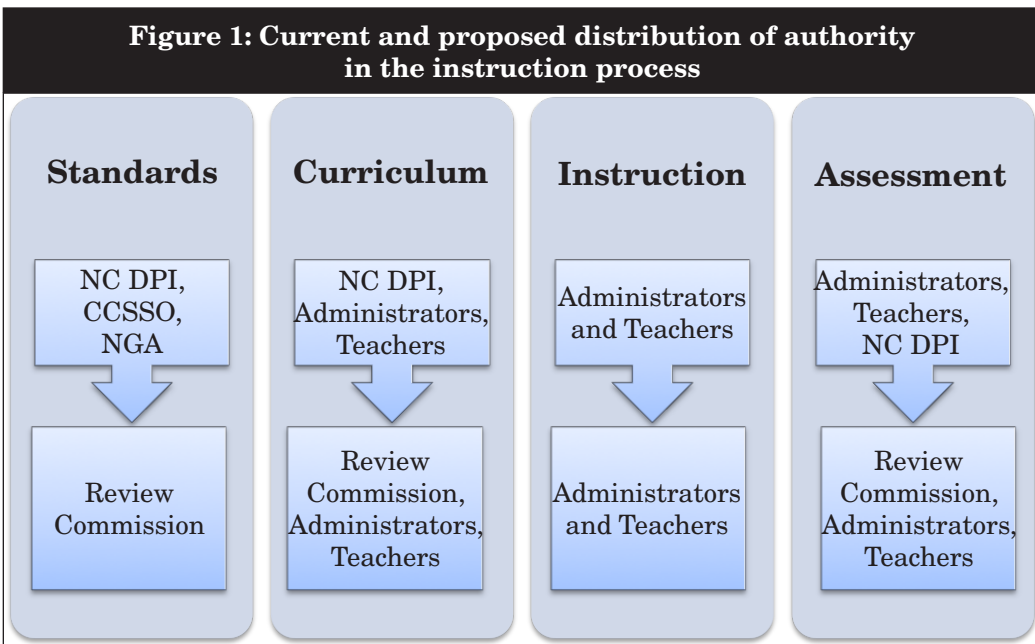 Figure 1: Current and proposed distribution of authority
in the instruction process
Standards
NC DPI,
CCSSO,
NGA
Review
Commission
Curriculum
NC DPI,
Administrators,
Teachers
Review
Commission,
Administrators,
Teachers
Instruction
Administrators
and Teachers
Administrators
and Teachers
Assessment
Administrators,
Teachers,
NC DPI
Review
Commission,
Administrators,
Teachers